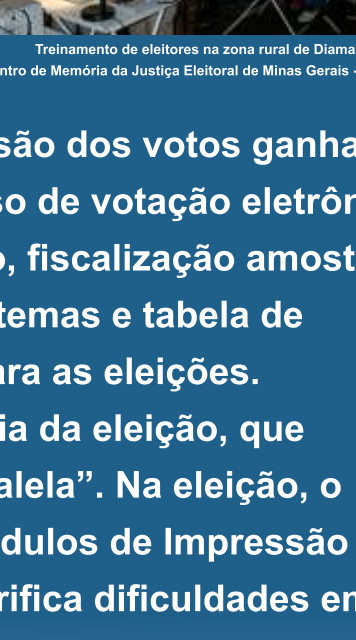 Treinamento de eleitores na zona rural de Diama
ntro de Memória da Justiça Eleitoral de Minas Gerais -
são dos votos ganha
so de votação eletrôn
o, fiscalização amost
temas e tabela de
ara as eleições.
ia da eleição, que
alela”. Na eleição, o
dulos de Impressão
rifica dificuldades em